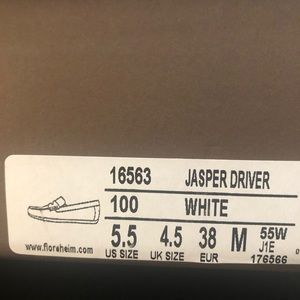 16563 JASPER DRIVER
100 WHITE
5.5 4.5 38 M 55W
US SIZE UK SIZE EUR J1E
www.florsheim.com 176566